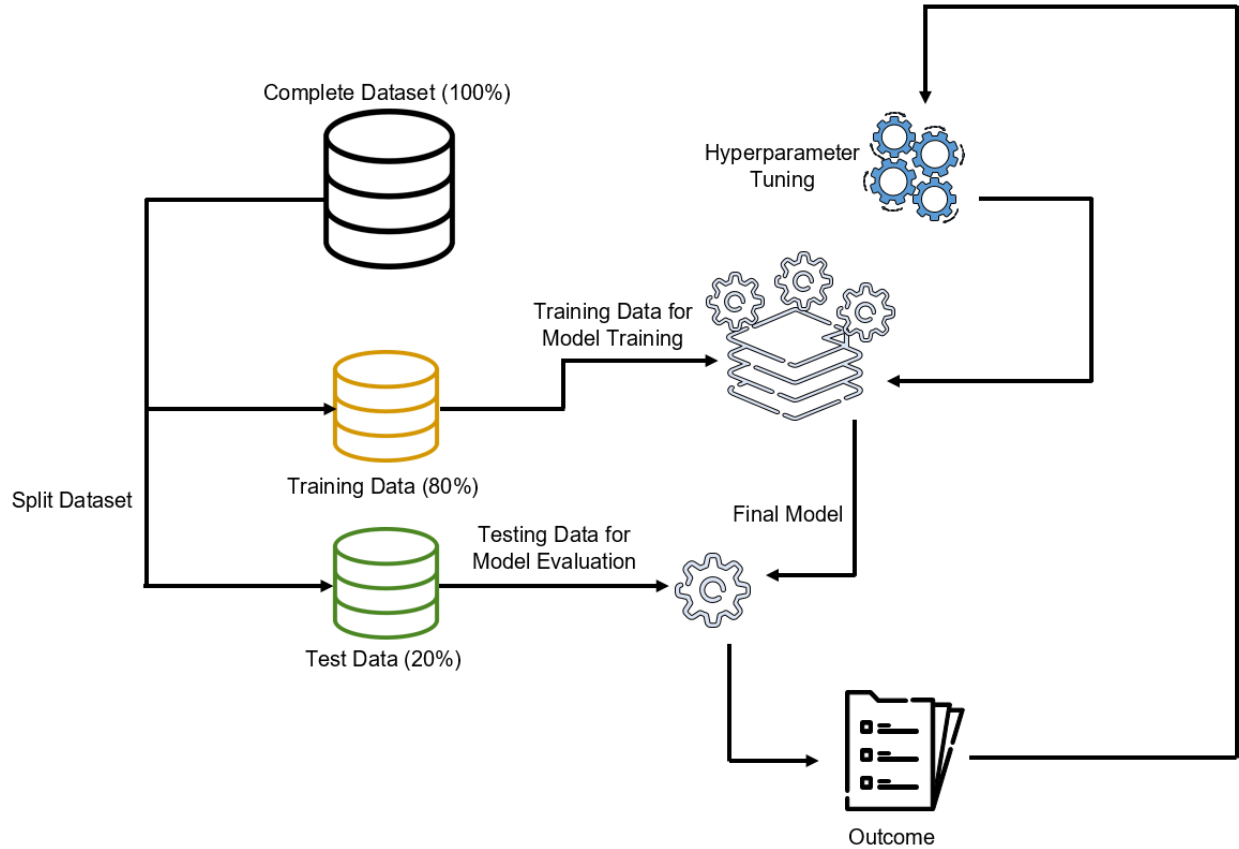 Complete Dataset (100%)
Hyperparameter
Tuning
Training Data for
Model Training
Training Data (80%)
Split Dataset
Final Model
Testing Data for
Model Evaluation
Test Data (20%)
Outcome